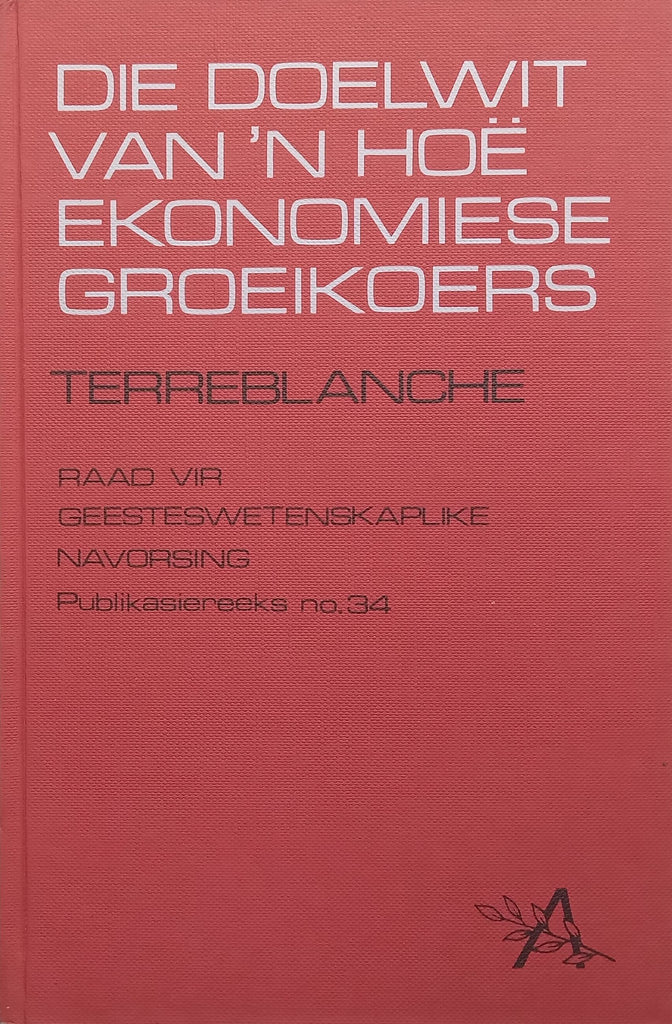 DIE DOELWIT
VAN 'N HOË
EKONOMIESE
GROEIKOERS
TERREBLANCHE
RAAD VIR
GEESTESWETENSKAPLIKE
NAVORSING
Publikasiereeks no.34
A